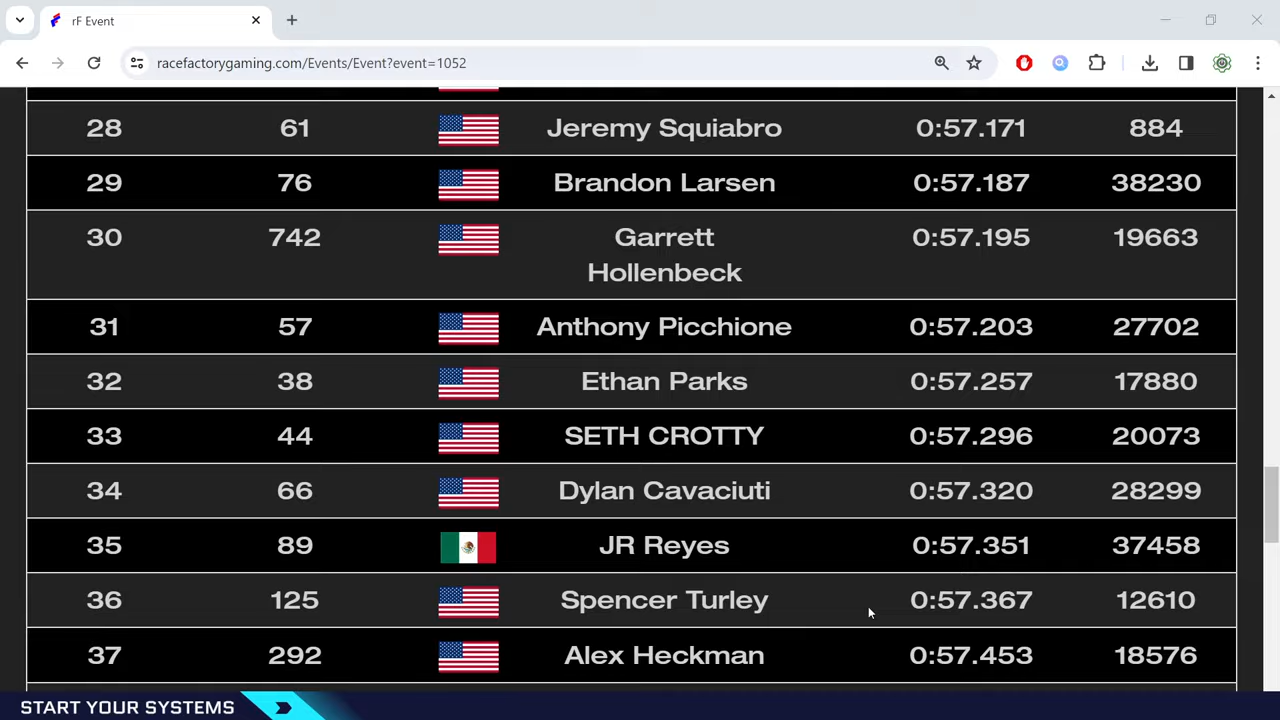 rF Event
racefactorygaming.com/Events/Event?event=1052
28 61 Jeremy Squiabro 0:57.171 884
29 76 Brandon Larsen 0:57.187 38230
30 742 Garrett Hollenbeck 0:57.195 19663
31 57 Anthony Picchione 0:57.203 27702
32 38 Ethan Parks 0:57.257 17880
33 44 SETH CROTTY 0:57.296 20073
34 66 Dylan Cavaciuti 0:57.320 28299
35 89 JR Reyes 0:57.351 37458
36 125 Spencer Turley 0:57.367 12610
37 292 Alex Heckman 0:57.453 18576
START YOUR SYSTEMS